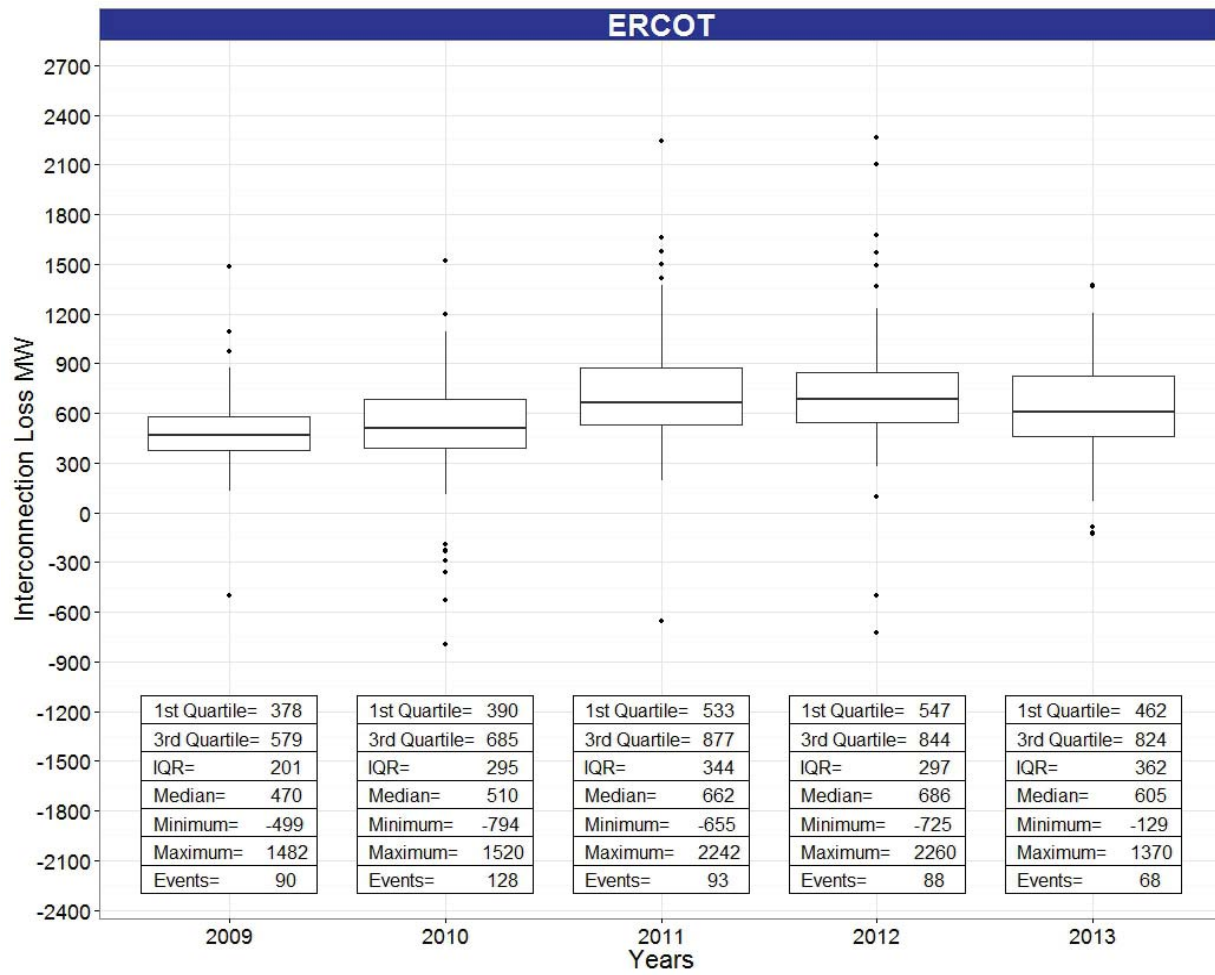 ERCOT
Interconnection Loss MW
2700
2400
2100
1800
1500
1200
900
600
300
0
-300
-600
-900
-1200
-1500
-1800
-2100
-2400
1st Quartile= 378
3rd Quartile= 579
IQR= 201
Median= 470
Minimum= -499
Maximum= 1482
Events= 90
1st Quartile= 390
3rd Quartile= 685
IQR= 295
Median= 510
Minimum= -794
Maximum= 1520
Events= 128
1st Quartile= 533
3rd Quartile= 877
IQR= 344
Median= 662
Minimum= -655
Maximum= 2242
Events= 93
1st Quartile= 547
3rd Quartile= 844
IQR= 297
Median= 686
Minimum= -725
Maximum= 2260
Events= 88
1st Quartile= 462
3rd Quartile= 824
IQR= 362
Median= 605
Minimum= -129
Maximum= 1370
Events= 68
2009 2010 2011 2012 2013
Years